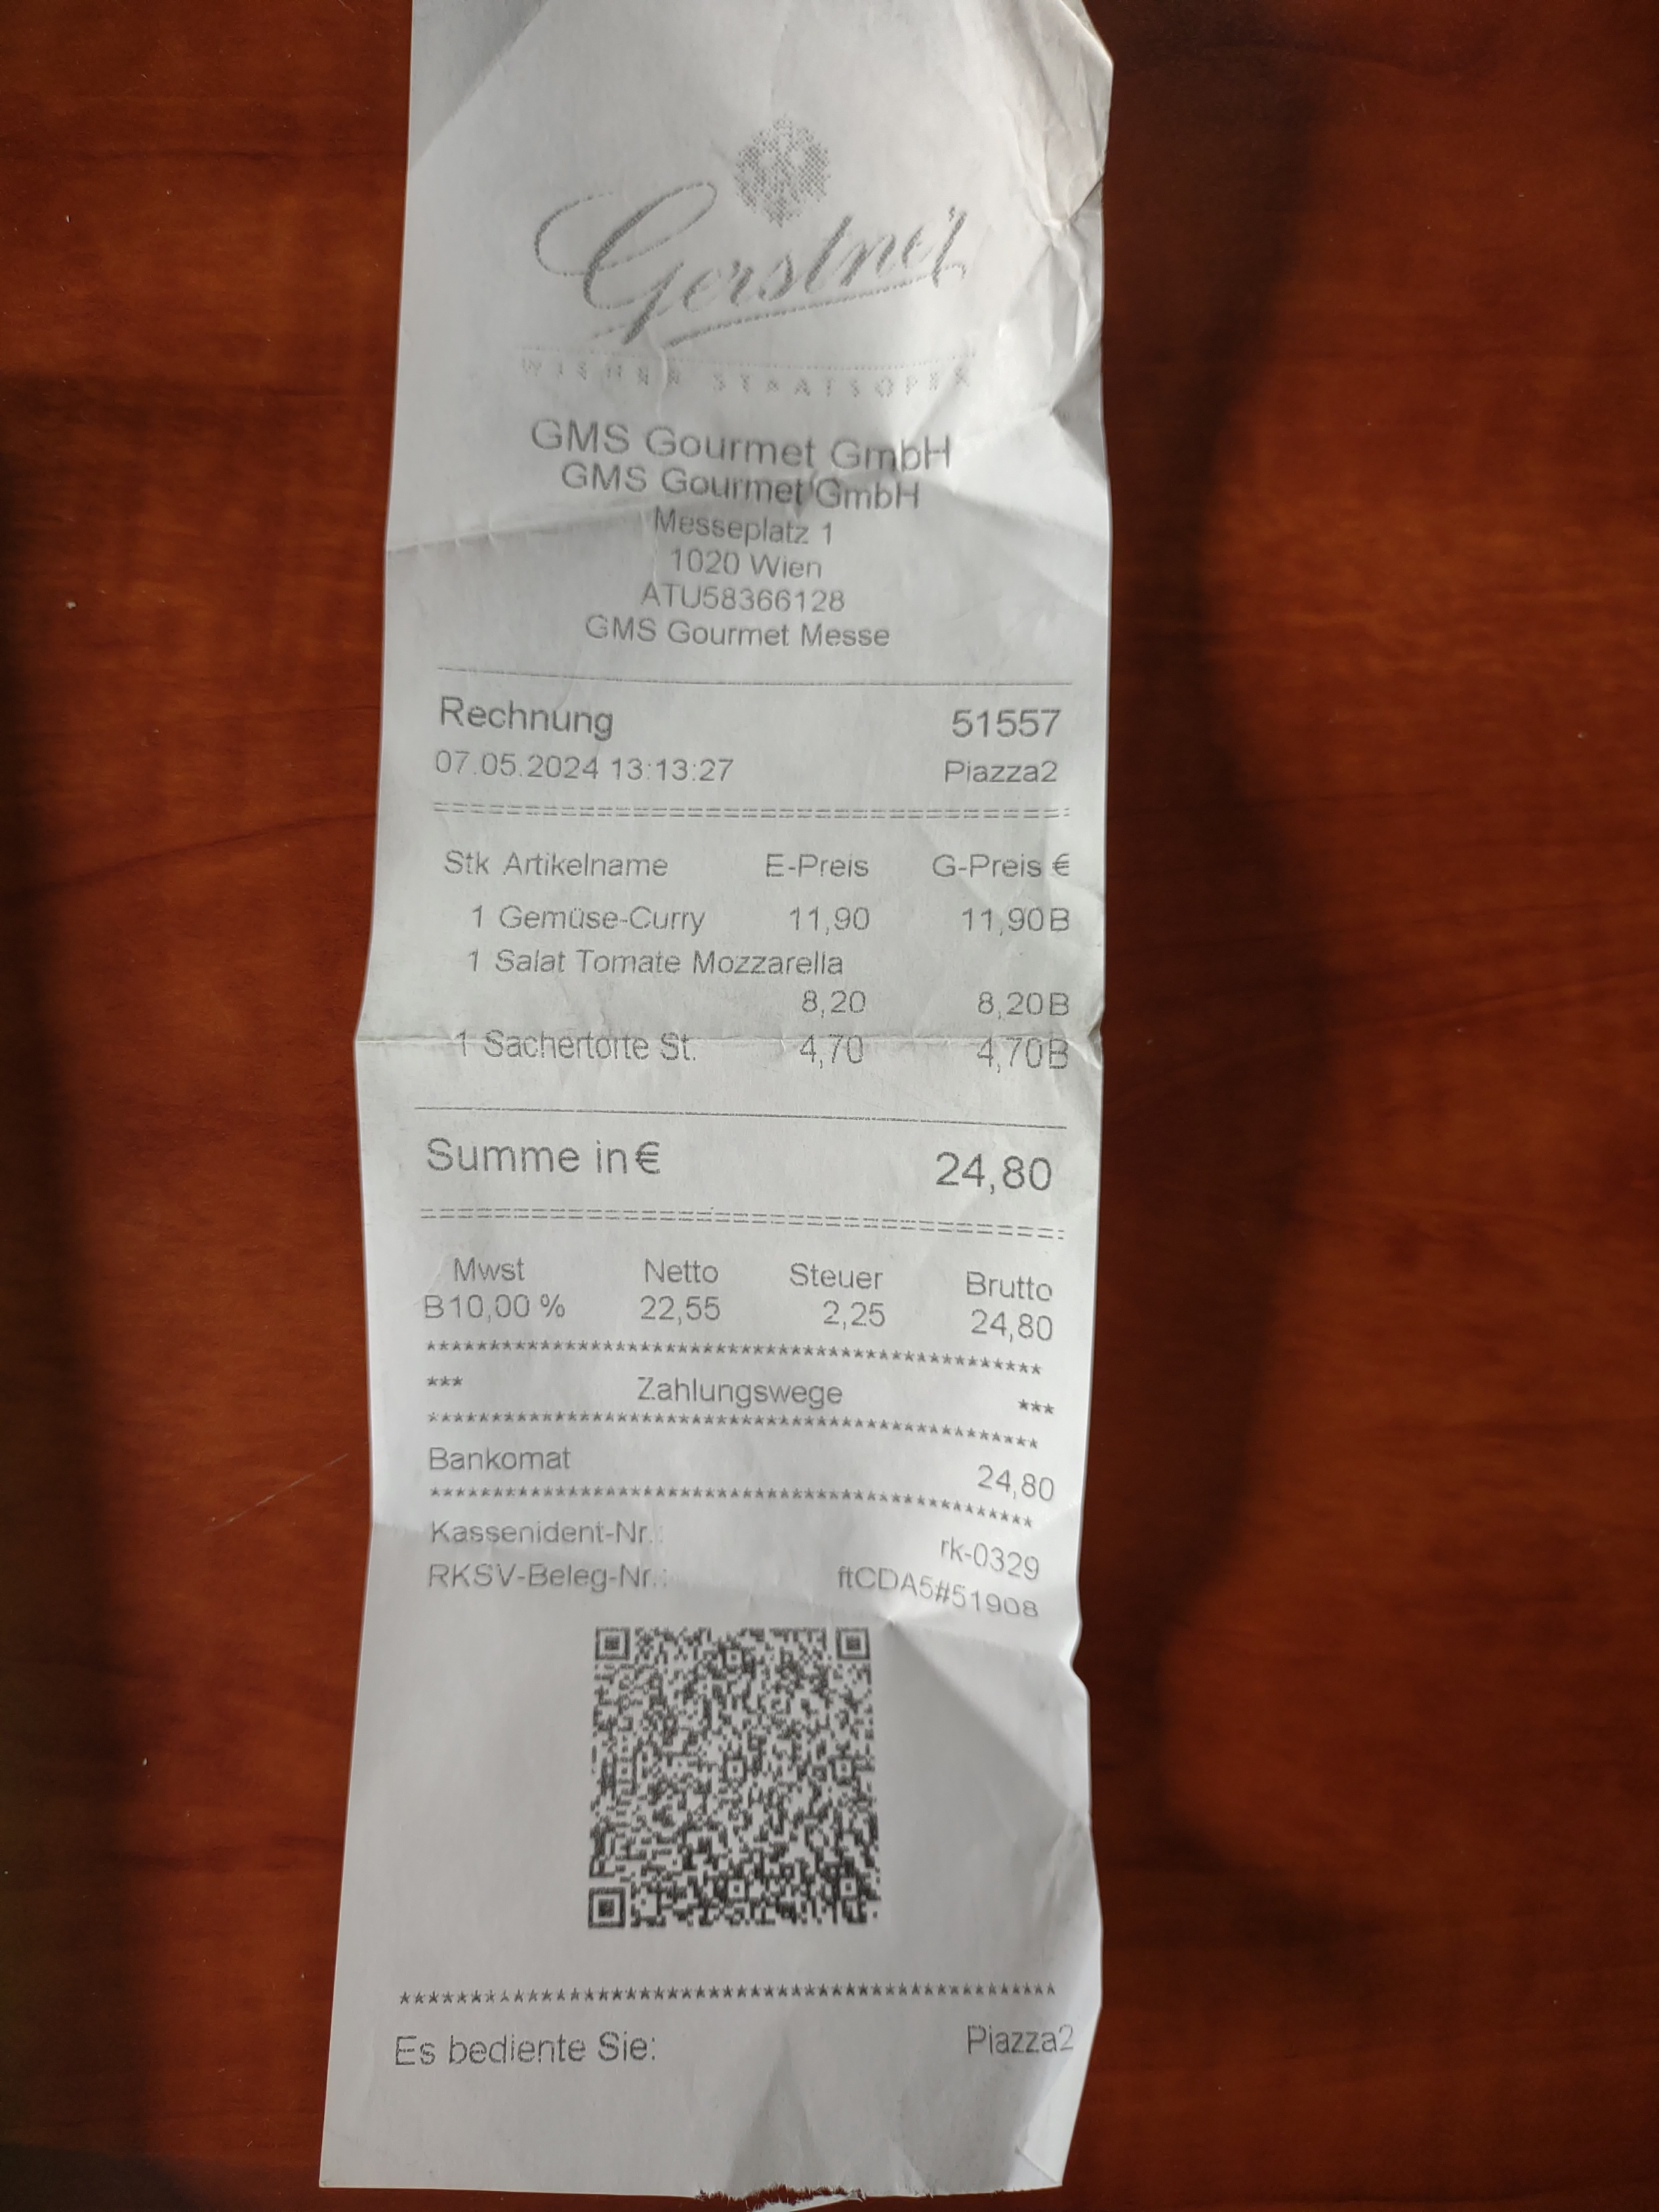 Gerstner
WIENER STAATSOPER
GMS Gourmet GmbH
GMS Gourmet GmbH
Messeplatz 1
1020 Wien
ATU58366128
GMS Gourmet Messe
Rechnung 51557
07.05.2024 13:13:27 Piazza2
==========================================
Stk Artikelname E-Preis G-Preis €
1 Gemüse-Curry 11,90 11,90B
1 Salat Tomate Mozzarella
8,20 8,20B
1 Sachertorte St. 4,70 4,70B
Summe in€ 24,80
==========================================
Mwst Netto Steuer Brutto
B10,00 % 22,55 2,25 24,80
******************************************
*** Zahlungswege ***
******************************************
Bankomat 24,80
******************************************
Kassenident-Nr.: rk-0329
RKSV-Beleg-Nr.: ftCDA5#51908
******************************************
Es bediente Sie: Piazza2